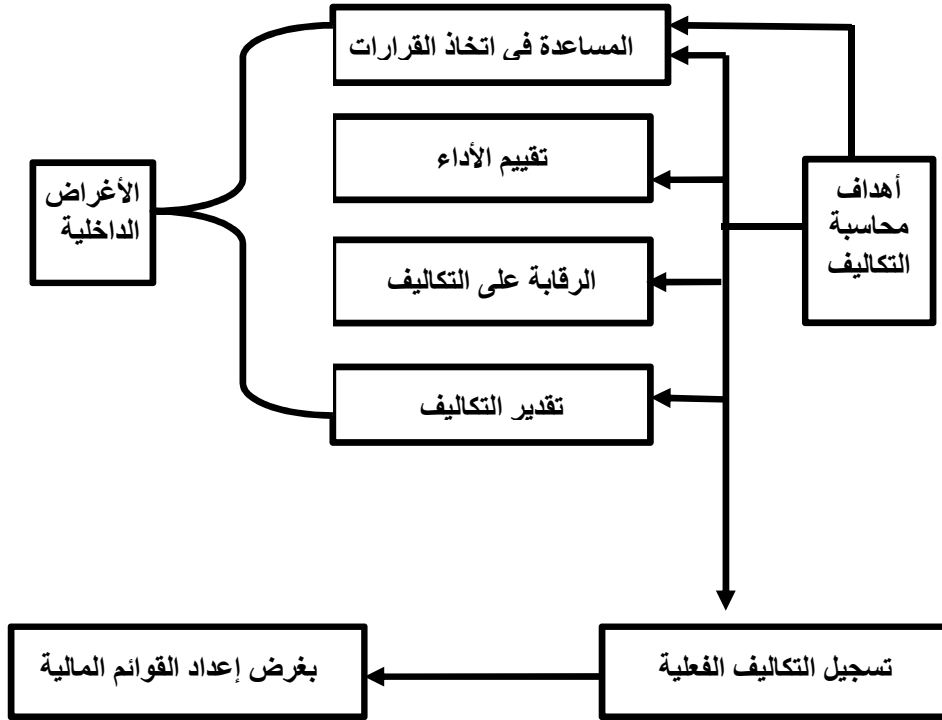 المساعدة فى اتخاذ القرارات
تقييم الأداء
أهداف
محاسبة
التكاليف
الأغراض
الداخلية
الرقابة على التكاليف
تقدير التكاليف
تسجيل التكاليف الفعلية
بغرض إعداد القوائم المالية